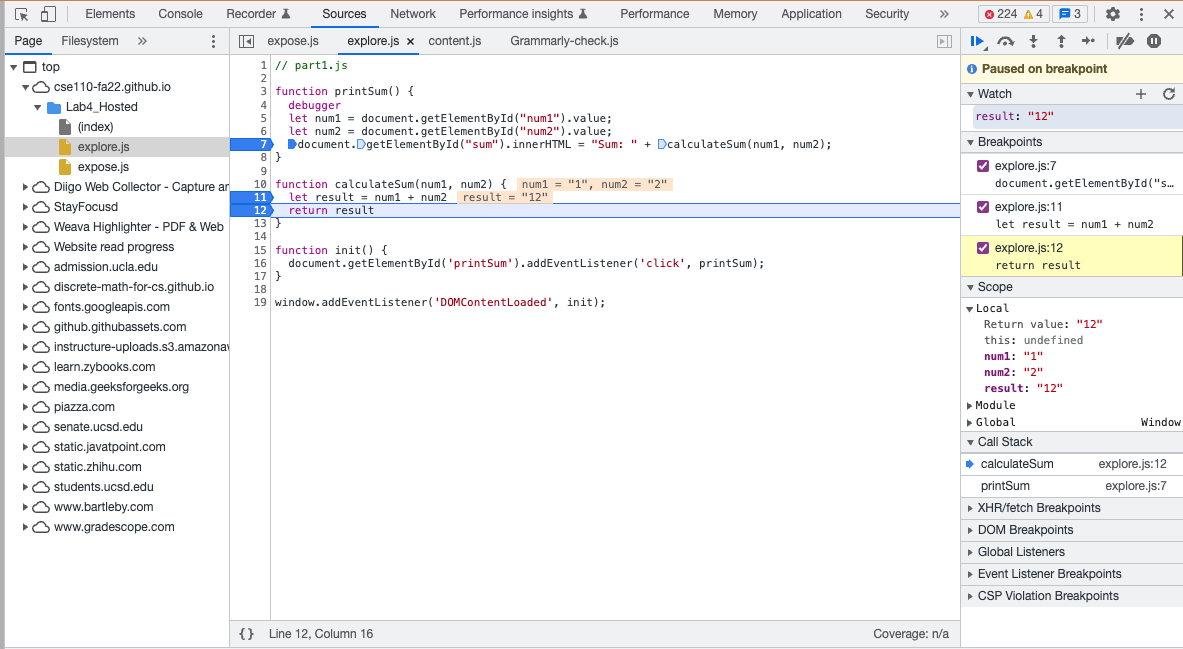 Elements Console Recorder Sources Network Performance insights Performance Memory Application Security » 224 4 3
Page Filesystem »
top
cse110-fa22.github.io
Lab4_Hosted
(index)
explore.js
expose.js
Diigo Web Collector - Capture ar
StayFocusd
Weava Highlighter - PDF & Web
Website read progress
admission.ucla.edu
discrete-math-for-cs.github.io
fonts.googleapis.com
github.githubassets.com
instructure-uploads.s3.amazonaw
learn.zybooks.com
media.geeksforgeeks.org
piazza.com
senate.ucsd.edu
static.javatpoint.com
static.zhihu.com
students.ucsd.edu
www.bartleby.com
www.gradescope.com
expose.js explore.js × content.js Grammarly-check.js
1 // part1.js
2
3 function printSum() {
4 debugger
5 let num1 = document.getElementById("num1").value;
6 let num2 = document.getElementById("num2").value;
7 document.getElementById("sum").innerHTML = "Sum: " + calculateSum(num1, num2);
8 }
9
10 function calculateSum(num1, num2) { num1 = "1", num2 = "2"
11 let result = num1 + num2 result = "12"
12 return result
13 }
14
15 function init() {
16 document.getElementById('printSum').addEventListener('click', printSum);
17 }
18
19 window.addEventListener('DOMContentLoaded', init);
{} Line 12, Column 16 Coverage: n/a
Paused on breakpoint
Watch
result: "12"
Breakpoints
explore.js:7
document.getElementById("s…
explore.js:11
let result = num1 + num2
explore.js:12
return result
Scope
Local
Return value: "12"
this: undefined
num1: "1"
num2: "2"
result: "12"
Module
Global Window
Call Stack
calculateSum explore.js:12
printSum explore.js:7
XHR/fetch Breakpoints
DOM Breakpoints
Global Listeners
Event Listener Breakpoints
CSP Violation Breakpoints